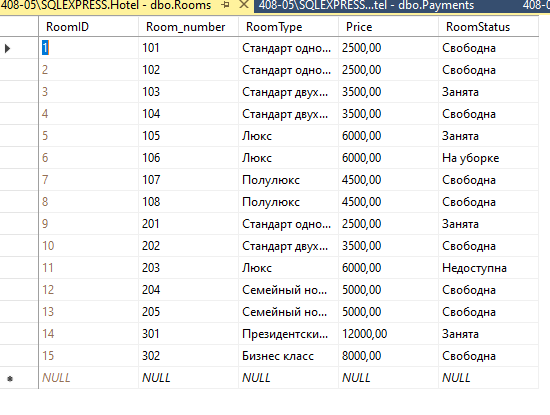 408-05\SQLEXPRESS.Hotel - dbo.Rooms 408-05\SQLEXPRESS...tel - dbo.Payments 408-0
RoomID Room_number RoomType Price RoomStatus
1 101 Стандарт одно... 2500,00 Свободна
2 102 Стандарт одно... 2500,00 Свободна
3 103 Стандарт двух... 3500,00 Занята
4 104 Стандарт двух... 3500,00 Свободна
5 105 Люкс 6000,00 Занята
6 106 Люкс 6000,00 На уборке
7 107 Полулюкс 4500,00 Свободна
8 108 Полулюкс 4500,00 Свободна
9 201 Стандарт одно... 2500,00 Занята
10 202 Стандарт двух... 3500,00 Свободна
11 203 Люкс 6000,00 Недоступна
12 204 Семейный но... 5000,00 Свободна
13 205 Семейный но... 5000,00 Свободна
14 301 Президентски... 12000,00 Занята
15 302 Бизнес класс 8000,00 Свободна
NULL NULL NULL NULL NULL